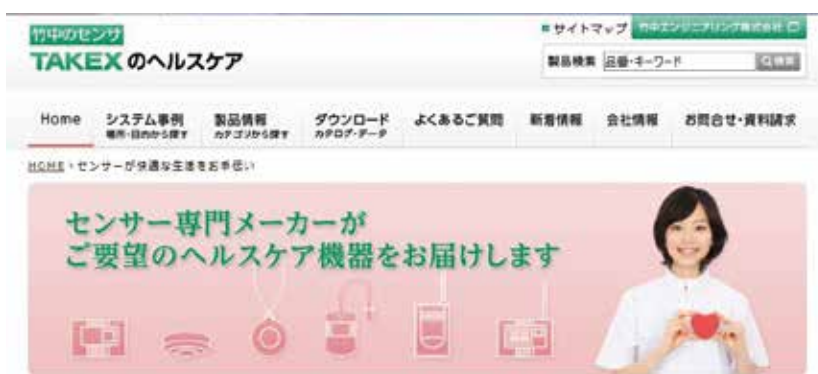 竹中のセンサ
TAKEX のヘルスケア
サイトマップ
竹中エンジニアリング株式会社
製品検索 品番・キーワード 検索
Home システム事例 製品情報 ダウンロード よくあるご質問 新着情報 会社情報 お問合せ・資料請求
場所・目的から探す カテゴリから探す カタログ・データ
HOME › センサーが快適な生活をお手伝い
センサー専門メーカーが
ご要望のヘルスケア機器をお届けします